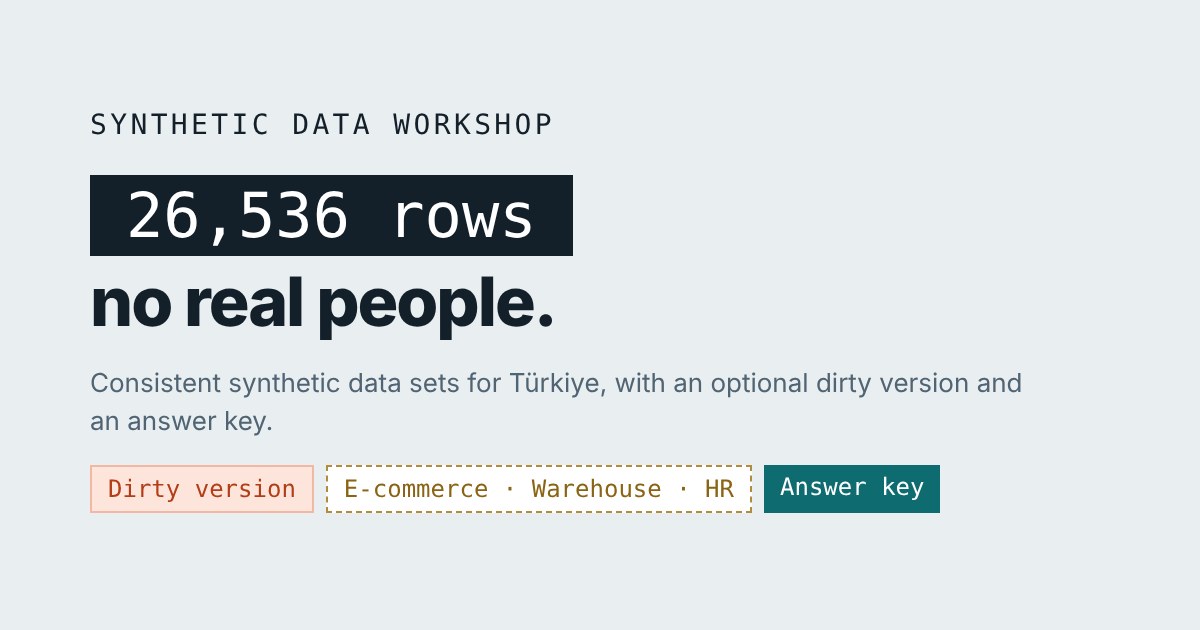 SYNTHETIC DATA WORKSHOP
26,536 rows
no real people.
Consistent synthetic data sets for Türkiye, with an optional dirty version and
an answer key.
Dirty version
E-commerce · Warehouse · HR
Answer key